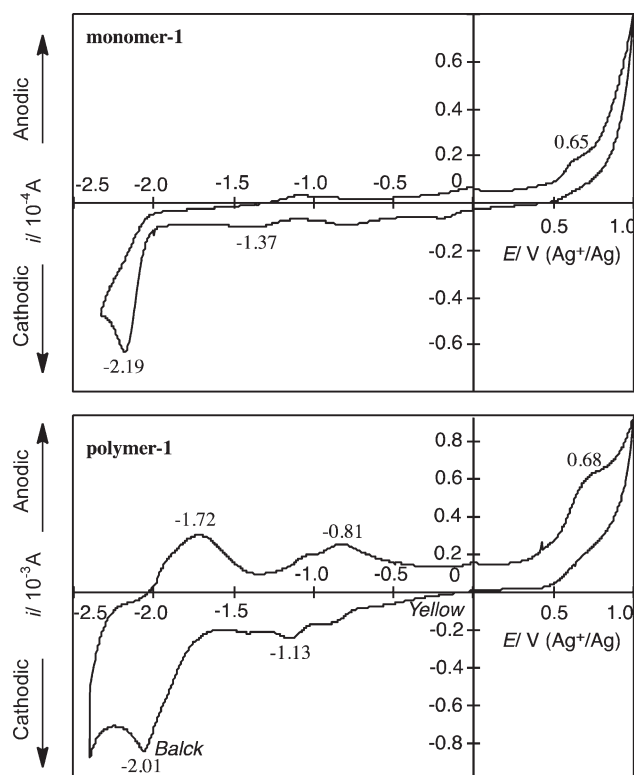 monomer-1
Anodic
i/ 10⁻⁴A
Cathodic
0.6
0.4
0.2
0.65
-2.5 -2.0 -1.5 -1.0 -0.5 0
0.5 1.0
-1.37
E/ V (Ag⁺/Ag)
-0.2
-0.4
-0.6
-2.19
polymer-1
Anodic
i/ 10⁻³A
Cathodic
0.8
0.6
0.4
0.2
0.68
-1.72
-0.81
-1.0 -0.5 0
-2.5 -2.0 -1.5 Yellow 0.5 1.0
-0.2
E/ V (Ag⁺/Ag)
-1.13
-0.4
-0.6
-0.8
Balck
-2.01